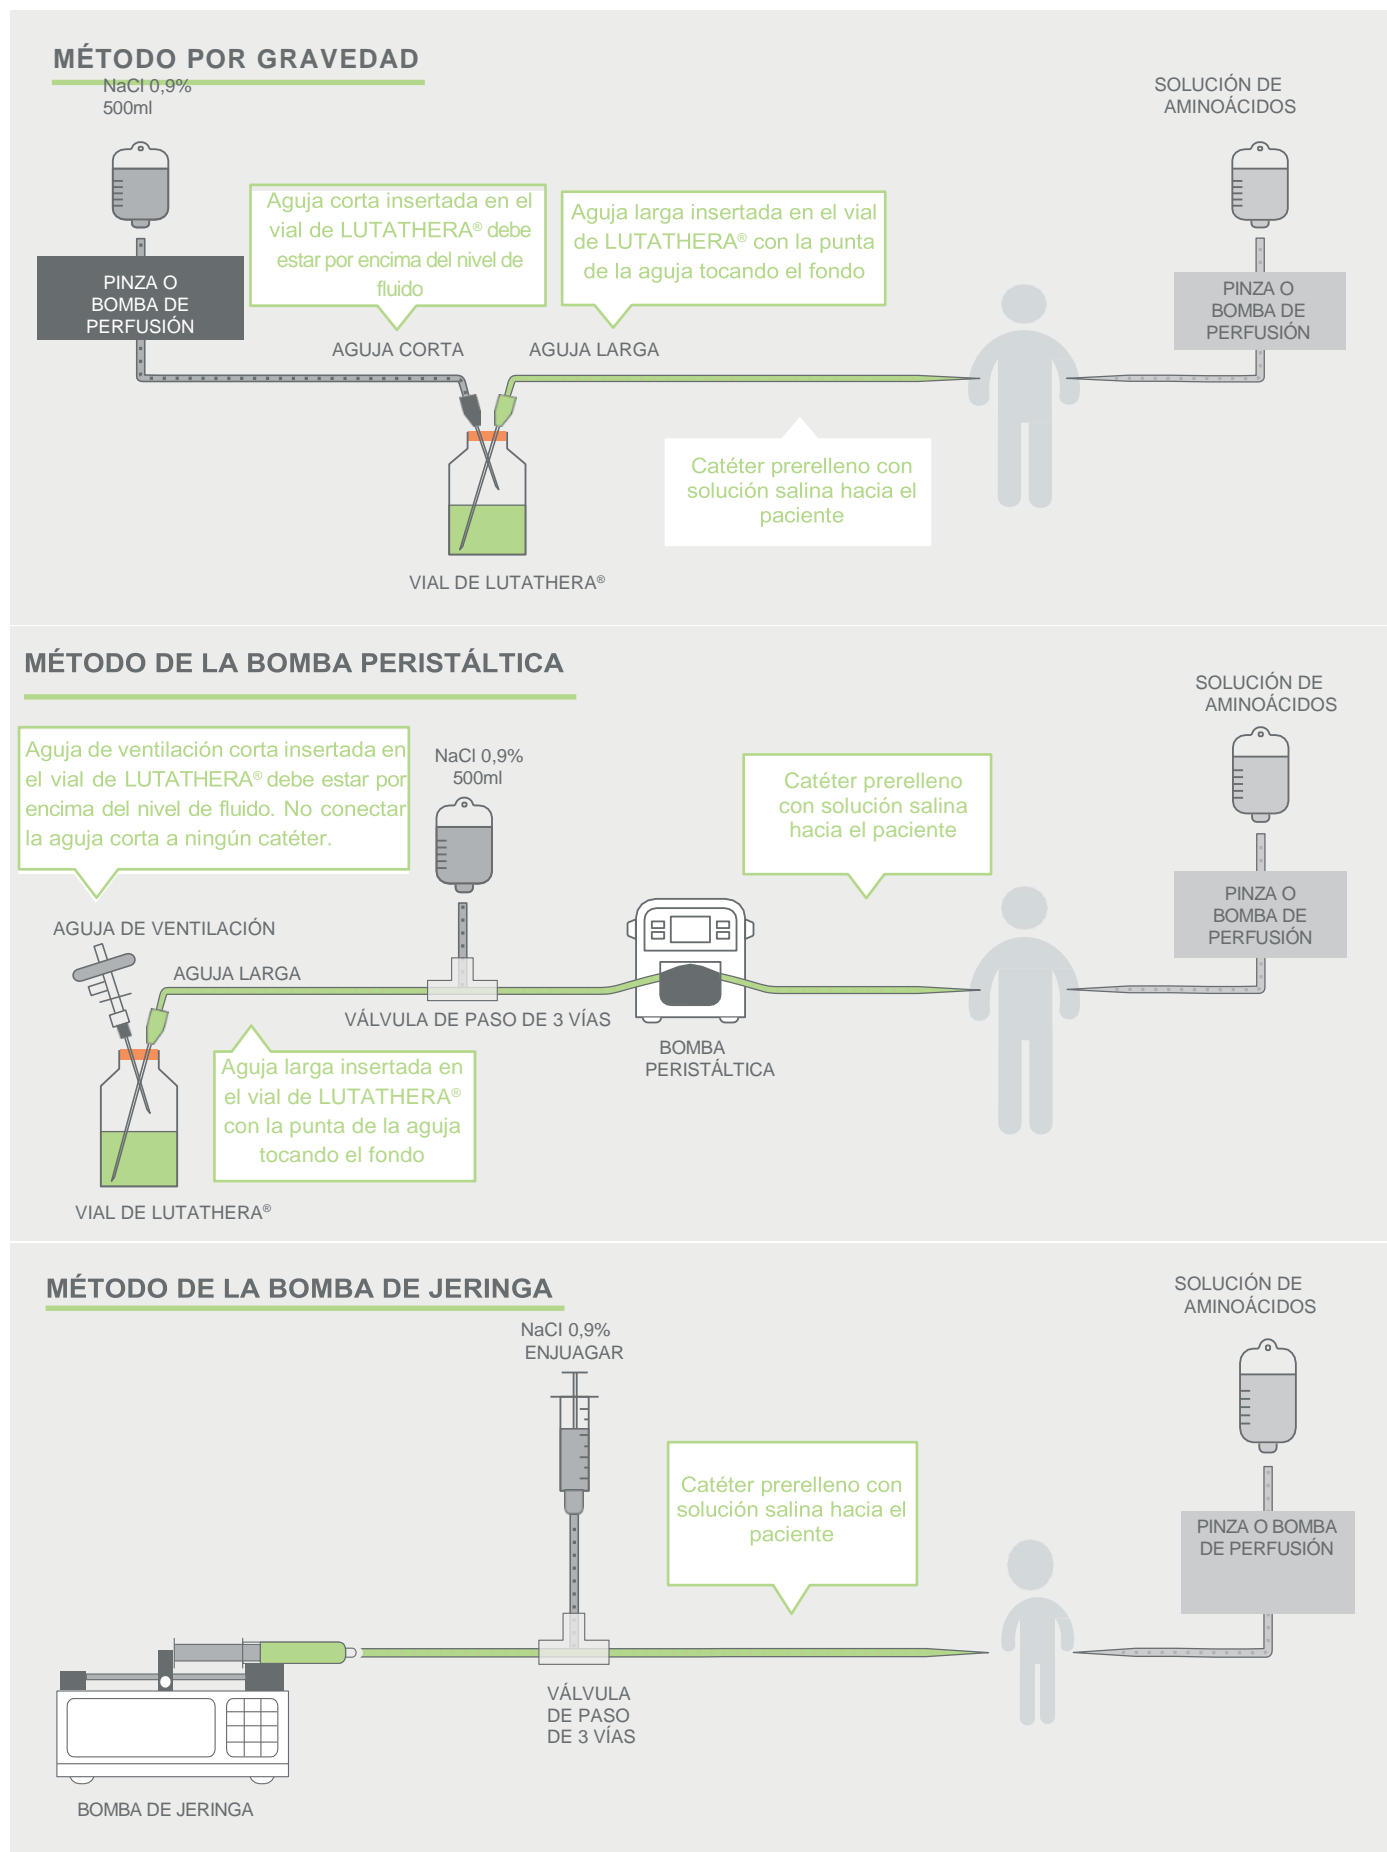 MÉTODO POR GRAVEDAD
NaCl 0,9%
500ml
SOLUCIÓN DE
AMINOÁCIDOS
Aguja corta insertada en el
vial de LUTATHERA® debe
estar por encima del nivel de
fluido
Aguja larga insertada en el vial
de LUTATHERA® con la punta
de la aguja tocando el fondo
PINZA O
BOMBA DE
PERFUSIÓN
PINZA O
BOMBA DE
PERFUSIÓN
AGUJA CORTA
AGUJA LARGA
Catéter prerelleno con
solución salina hacia el
paciente
VIAL DE LUTATHERA®
MÉTODO DE LA BOMBA PERISTÁLTICA
SOLUCIÓN DE
AMINOÁCIDOS
Aguja de ventilación corta insertada en
el vial de LUTATHERA® debe estar por
encima del nivel de fluido. No conectar
la aguja corta a ningún catéter.
NaCl 0,9%
500ml
Catéter prerelleno
con solución salina
hacia el paciente
PINZA O
BOMBA DE
PERFUSIÓN
AGUJA DE VENTILACIÓN
AGUJA LARGA
VÁLVULA DE PASO DE 3 VÍAS
BOMBA
PERISTÁLTICA
Aguja larga insertada en
el vial de LUTATHERA®
con la punta de la aguja
tocando el fondo
VIAL DE LUTATHERA®
MÉTODO DE LA BOMBA DE JERINGA
SOLUCIÓN DE
AMINOÁCIDOS
NaCl 0,9%
ENJUAGAR
Catéter prerelleno con
solución salina hacia el
paciente
PINZA O BOMBA
DE PERFUSIÓN
VÁLVULA
DE PASO
DE 3 VÍAS
BOMBA DE JERINGA